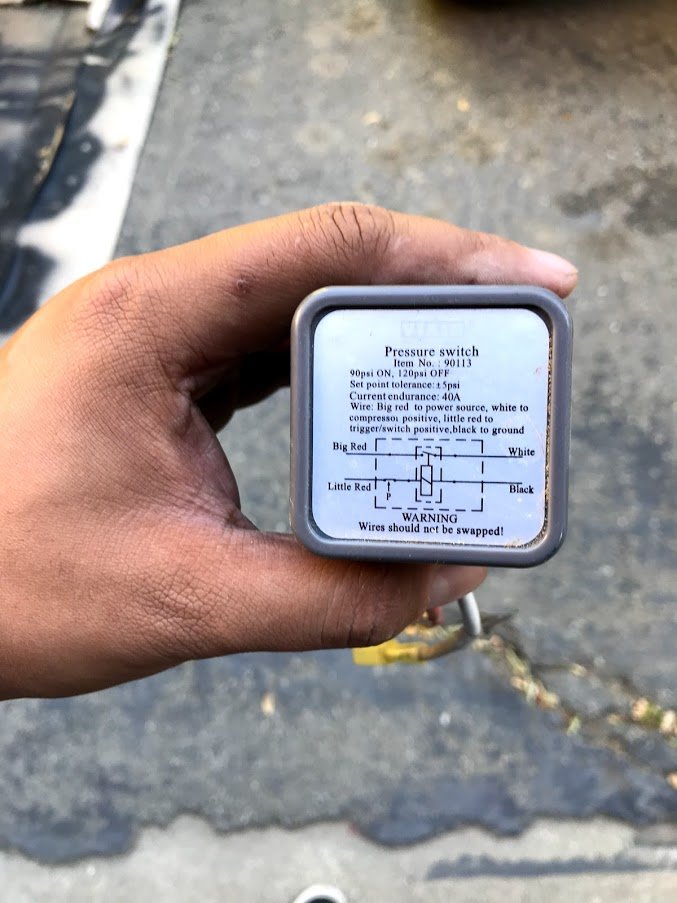 Pressure switch
Item No. : 90113
90psi ON, 120psi OFF
Set point tolerance: ±5psi
Current endurance: 40A
Wire: Big red to power source, white to
compressor positive, little red to
trigger/switch positive,black to ground
Big Red White
Little Red P Black
WARNING
Wires should not be swapped!